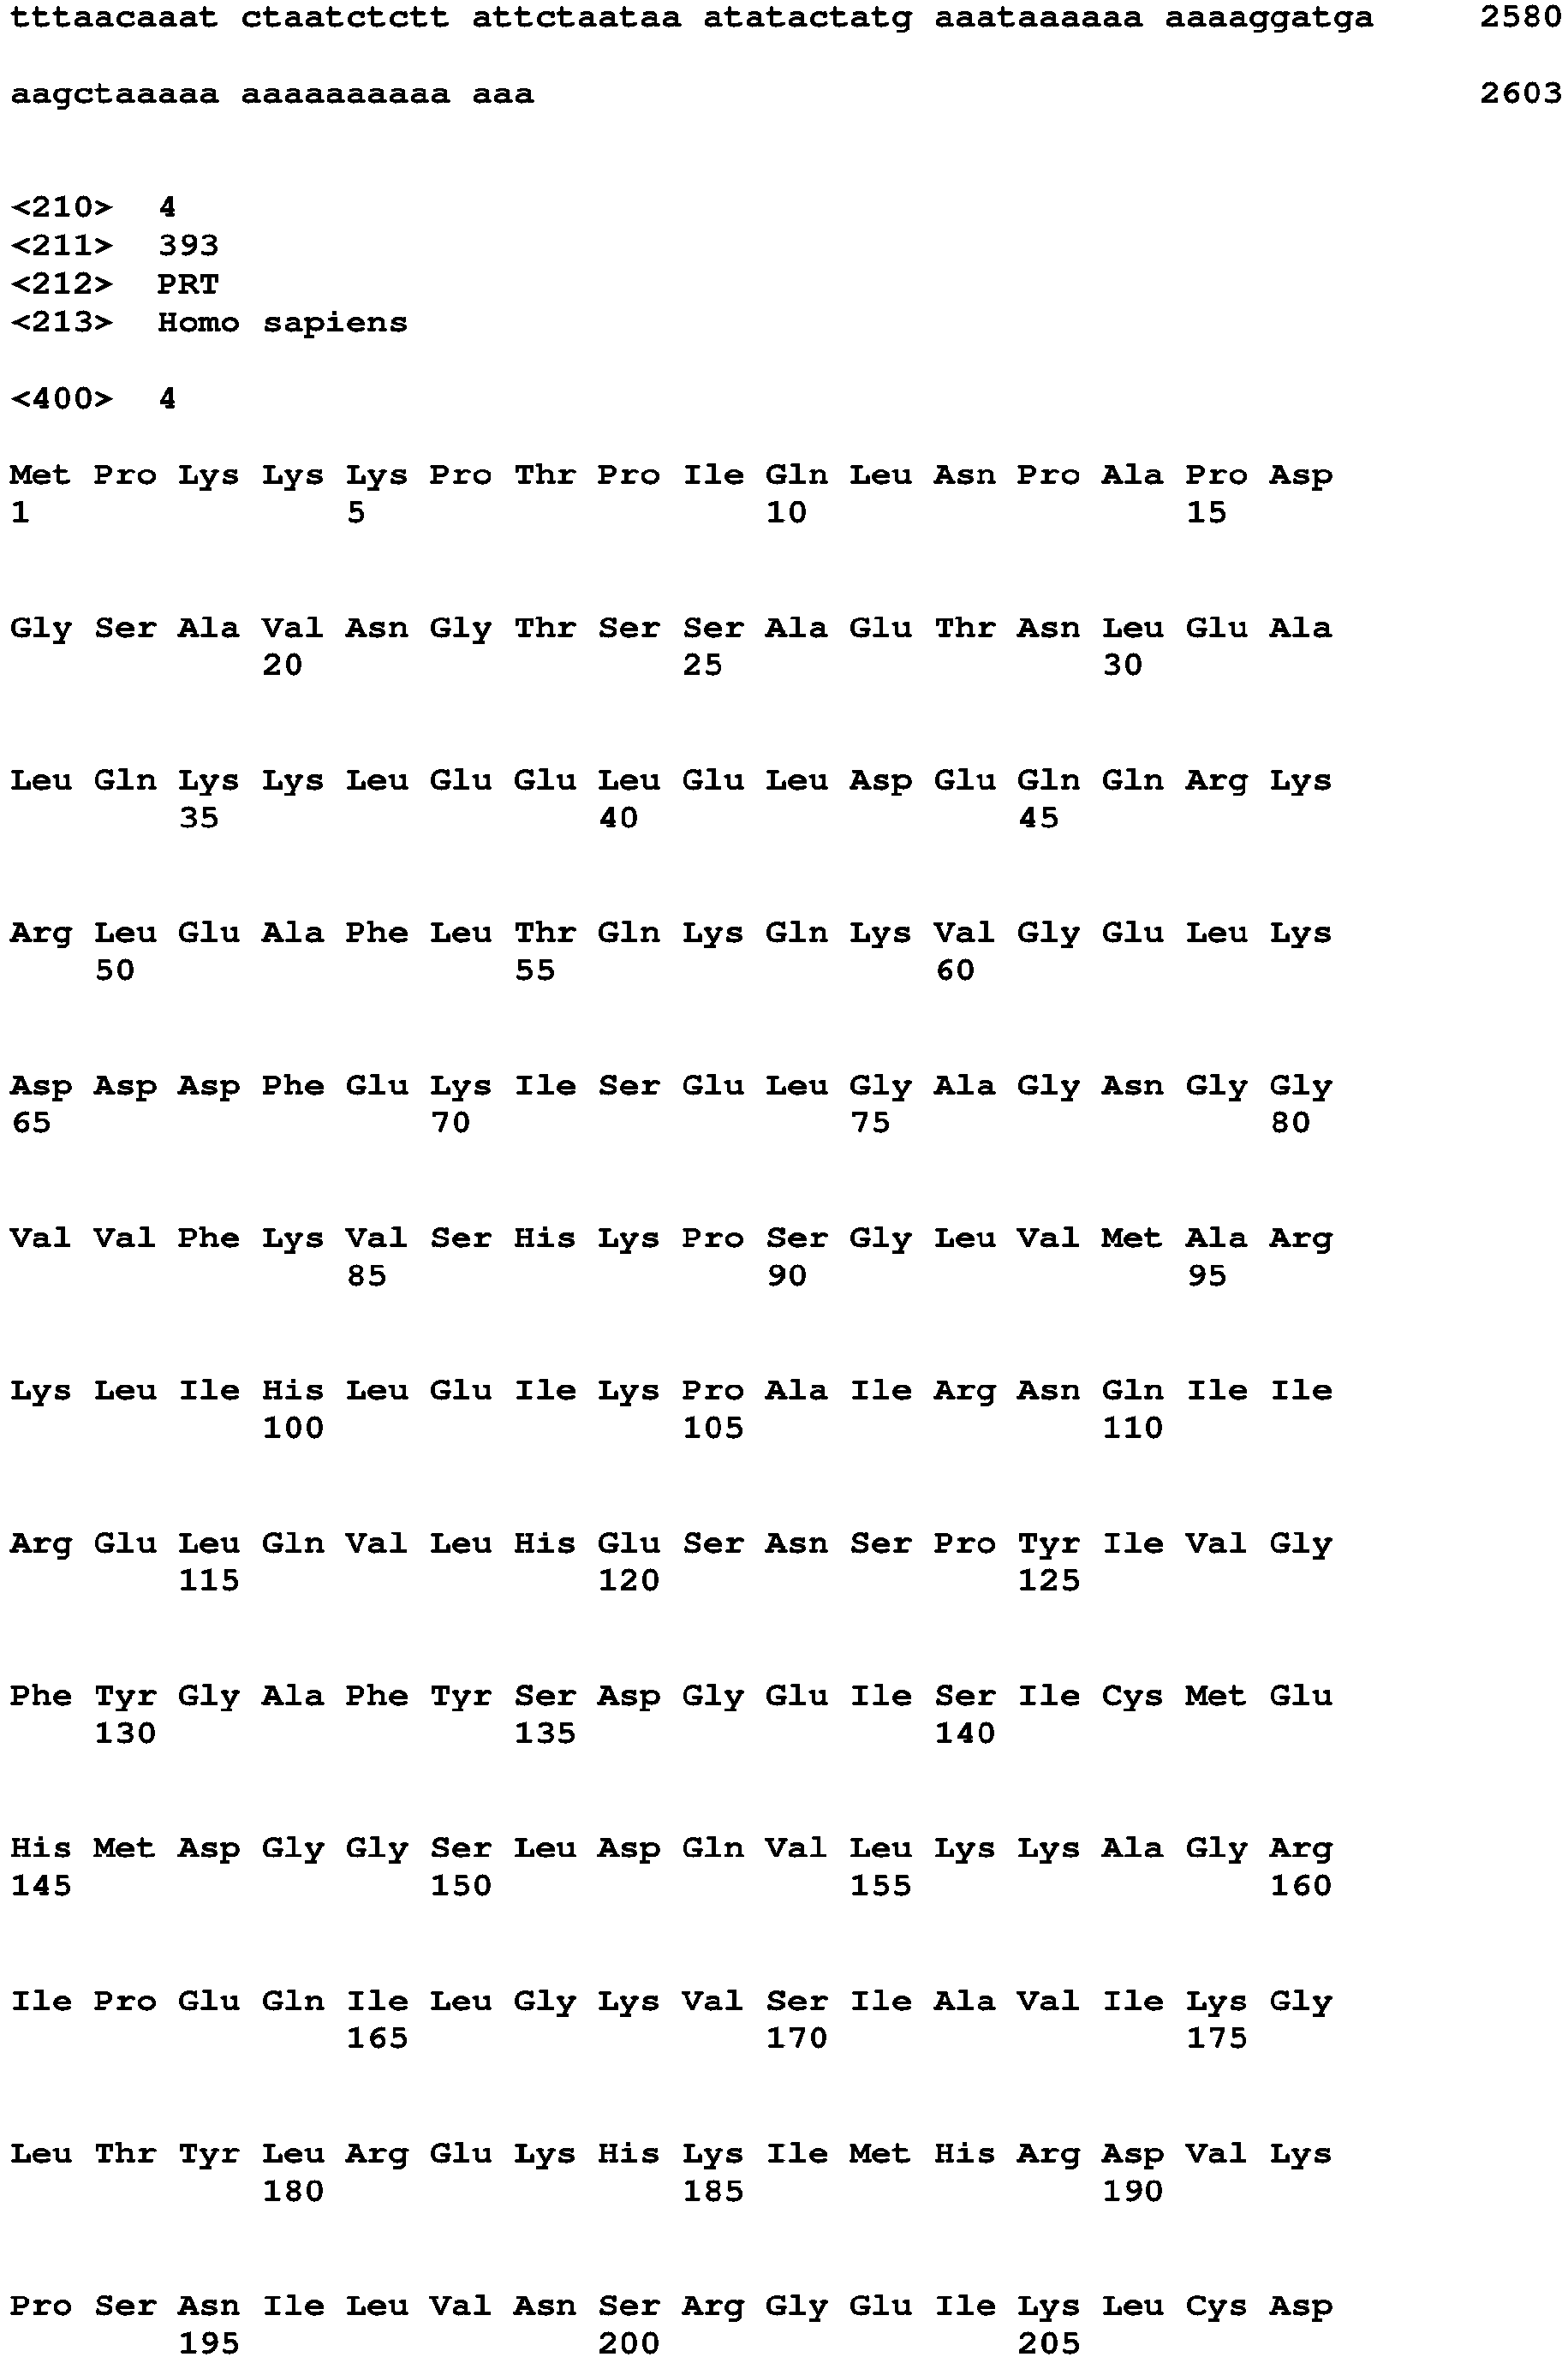 tttaacaaat ctaatctctt attctaataa atatactatg aaataaaaaa aaaaggatga 2580
aagctaaaaa aaaaaaaaaa aaa 2603
<210> 4
<211> 393
<212> PRT
<213> Homo sapiens
<400> 4
Met Pro Lys Lys Lys Pro Thr Pro Ile Gln Leu Asn Pro Ala Pro Asp
1 5 10 15
Gly Ser Ala Val Asn Gly Thr Ser Ser Ala Glu Thr Asn Leu Glu Ala
20 25 30
Leu Gln Lys Lys Leu Glu Glu Leu Glu Leu Asp Glu Gln Gln Arg Lys
35 40 45
Arg Leu Glu Ala Phe Leu Thr Gln Lys Gln Lys Val Gly Glu Leu Lys
50 55 60
Asp Asp Asp Phe Glu Lys Ile Ser Glu Leu Gly Ala Gly Asn Gly Gly
65 70 75 80
Val Val Phe Lys Val Ser His Lys Pro Ser Gly Leu Val Met Ala Arg
85 90 95
Lys Leu Ile His Leu Glu Ile Lys Pro Ala Ile Arg Asn Gln Ile Ile
100 105 110
Arg Glu Leu Gln Val Leu His Glu Ser Asn Ser Pro Tyr Ile Val Gly
115 120 125
Phe Tyr Gly Ala Phe Tyr Ser Asp Gly Glu Ile Ser Ile Cys Met Glu
130 135 140
His Met Asp Gly Gly Ser Leu Asp Gln Val Leu Lys Lys Ala Gly Arg
145 150 155 160
Ile Pro Glu Gln Ile Leu Gly Lys Val Ser Ile Ala Val Ile Lys Gly
165 170 175
Leu Thr Tyr Leu Arg Glu Lys His Lys Ile Met His Arg Asp Val Lys
180 185 190
Pro Ser Asn Ile Leu Val Asn Ser Arg Gly Glu Ile Lys Leu Cys Asp
195 200 205